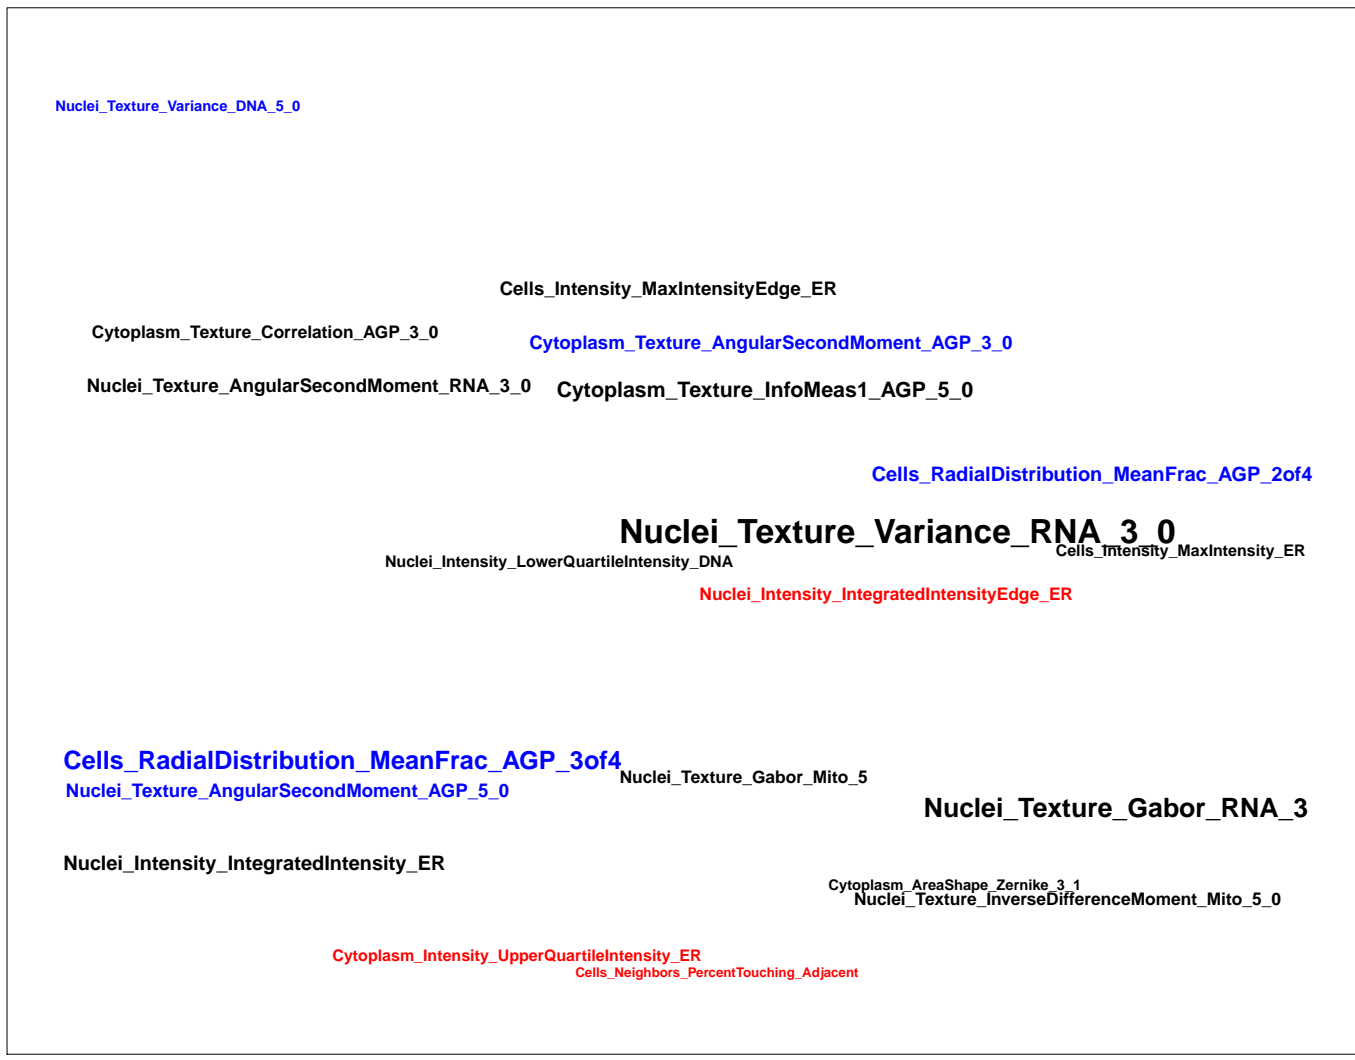 Nuclei_Texture_Variance_DNA_5_0
Cells_Intensity_MaxIntensityEdge_ER
Cytoplasm_Texture_Correlation_AGP_3_0
Cytoplasm_Texture_AngularSecondMoment_AGP_3_0
Nuclei_Texture_AngularSecondMoment_RNA_3_0
Cytoplasm_Texture_InfoMeas1_AGP_5_0
Cells_RadialDistribution_MeanFrac_AGP_2of4
Nuclei_Texture_Variance_RNA_3_0
Cells_Intensity_MaxIntensity_ER
Nuclei_Intensity_LowerQuartileIntensity_DNA
Nuclei_Intensity_IntegratedIntensityEdge_ER
Cells_RadialDistribution_MeanFrac_AGP_3of4
Nuclei_Texture_Gabor_Mito_5
Nuclei_Texture_AngularSecondMoment_AGP_5_0
Nuclei_Texture_Gabor_RNA_3
Nuclei_Intensity_IntegratedIntensity_ER
Cytoplasm_AreaShape_Zernike_3_1
Nuclei_Texture_InverseDifferenceMoment_Mito_5_0
Cytoplasm_Intensity_UpperQuartileIntensity_ER
Cells_Neighbors_PercentTouching_Adjacent